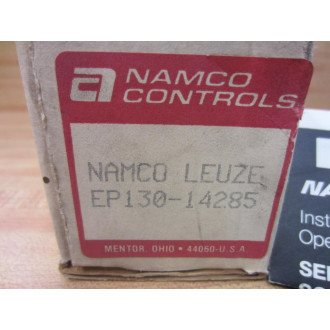 NAMCO
CONTROLS
NAMCO LEUZE
EP130-14285
MENTOR, OHIO • 44060-U.S.A.
NA
Inst
Ope
SE